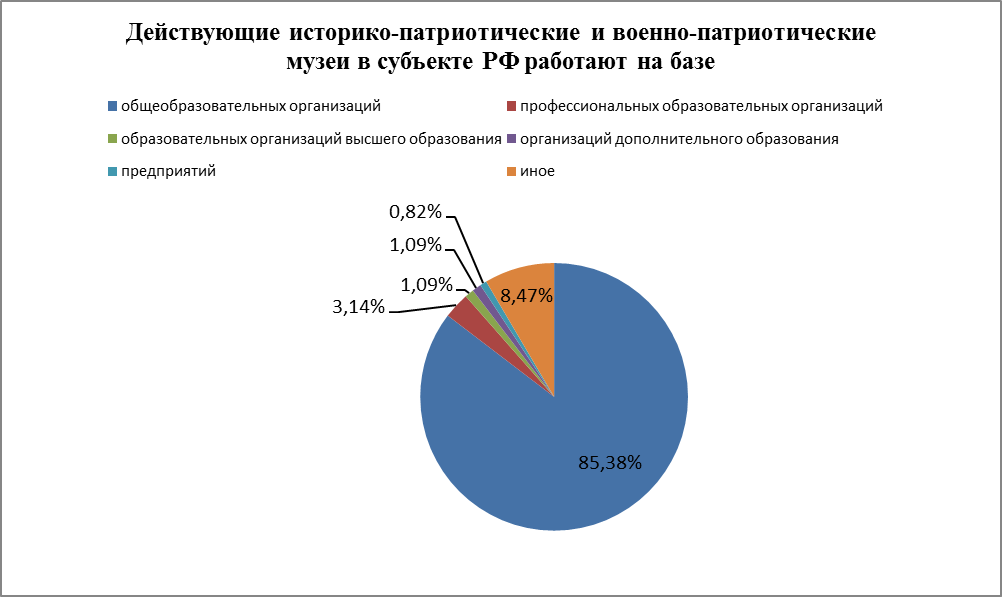 Действующие историко-патриотические и военно-патриотические
музеи в субъекте РФ работают на базе
общеобразовательных организаций
профессиональных образовательных организаций
образовательных организаций высшего образования
организаций дополнительного образования
предприятий
иное
0,82%
1,09%
1,09%
3,14%
8,47%
85,38%